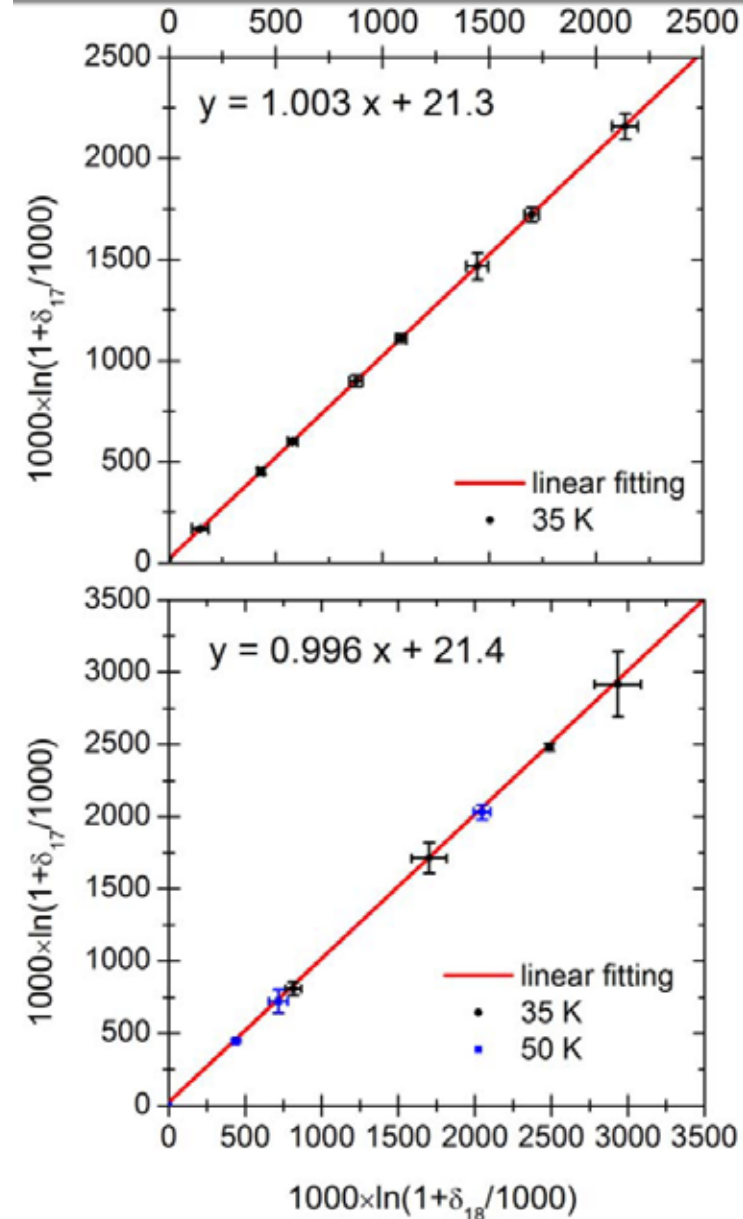 0 500 1000 1500 2000 2500
2500
y = 1.003 x + 21.3
2000
1500
1000
500
0
1000×ln(1+δ₁₇/1000)
linear fitting
35 K
3500
y = 0.996 x + 21.4
3000
2500
2000
1500
1000
500
0
1000×ln(1+δ₁₇/1000)
linear fitting
35 K
50 K
0 500 1000 1500 2000 2500 3000 3500
1000×ln(1+δ₁₈/1000)